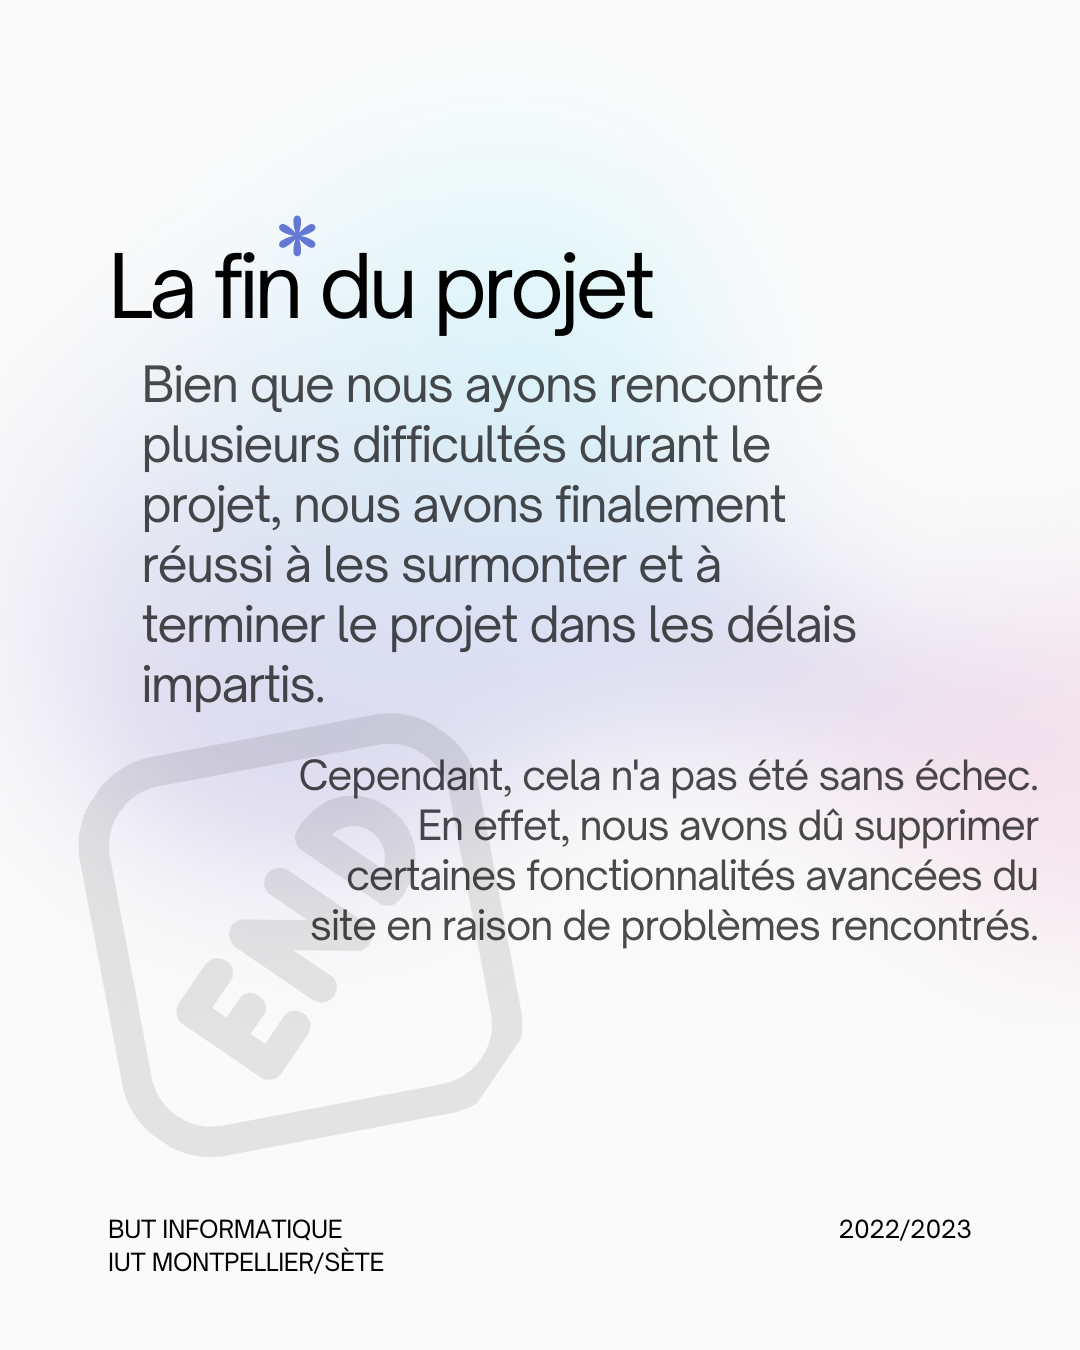 La fin du projet
*
Bien que nous ayons rencontré
plusieurs difficultés durant le
projet, nous avons finalement
réussi à les surmonter et à
terminer le projet dans les délais
impartis.
Cependant, cela n'a pas été sans échec.
En effet, nous avons dû supprimer
certaines fonctionnalités avancées du
site en raison de problèmes rencontrés.
END
BUT INFORMATIQUE
IUT MONTPELLIER/SÈTE
2022/2023